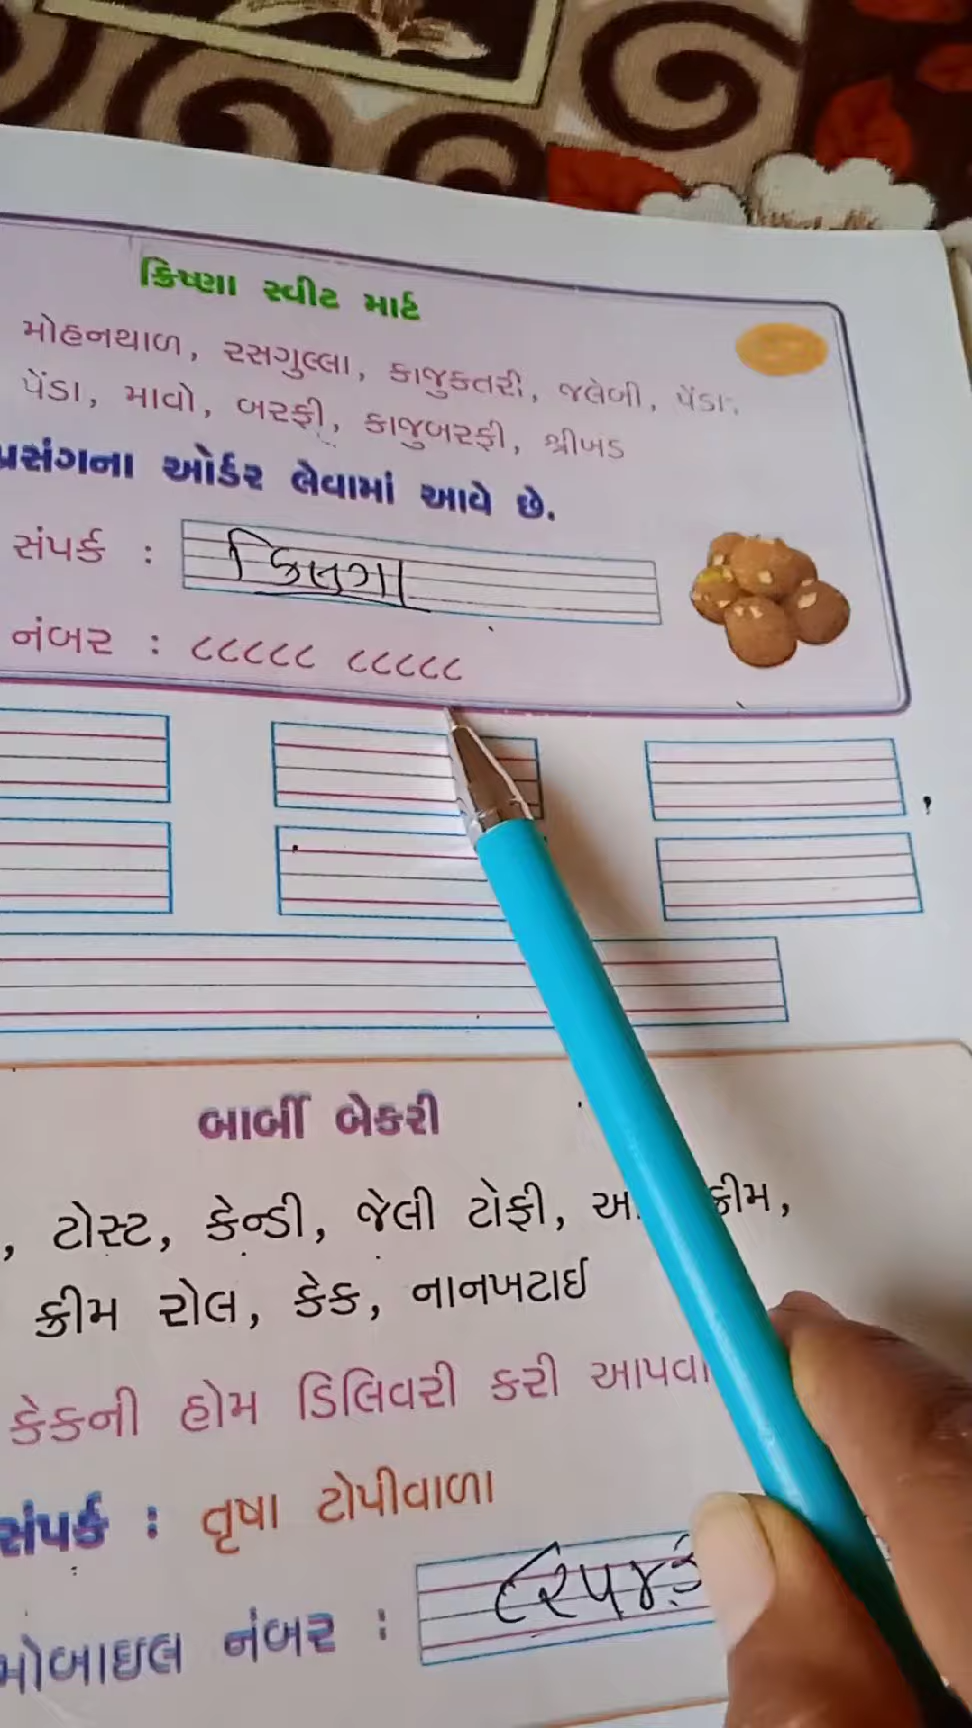 ક્રિષ્ણા સ્વીટ માર્ટ
મોહનથાળ, રસગુલ્લા, કાજુકતરી, જલેબી, પેંડા,
પેંડા, માવો, બરફી, કાજુબરફી, શ્રીખંડ
પ્રસંગના ઓર્ડર લેવામાં આવે છે.
સંપર્ક :
નંબર : ૮૮૮૮૮ ૮૮૮૮૮
બાર્બી બેકરી
, ટોસ્ટ, કેન્ડી, જેલી ટોફી,
ક્રીમ રોલ, કેક, નાનખટાઈ
કેકની હોમ ડિલિવરી કરી
સંપર્ક : તૃષા ટોપીવાળા
મોબાઇલ નંબર :